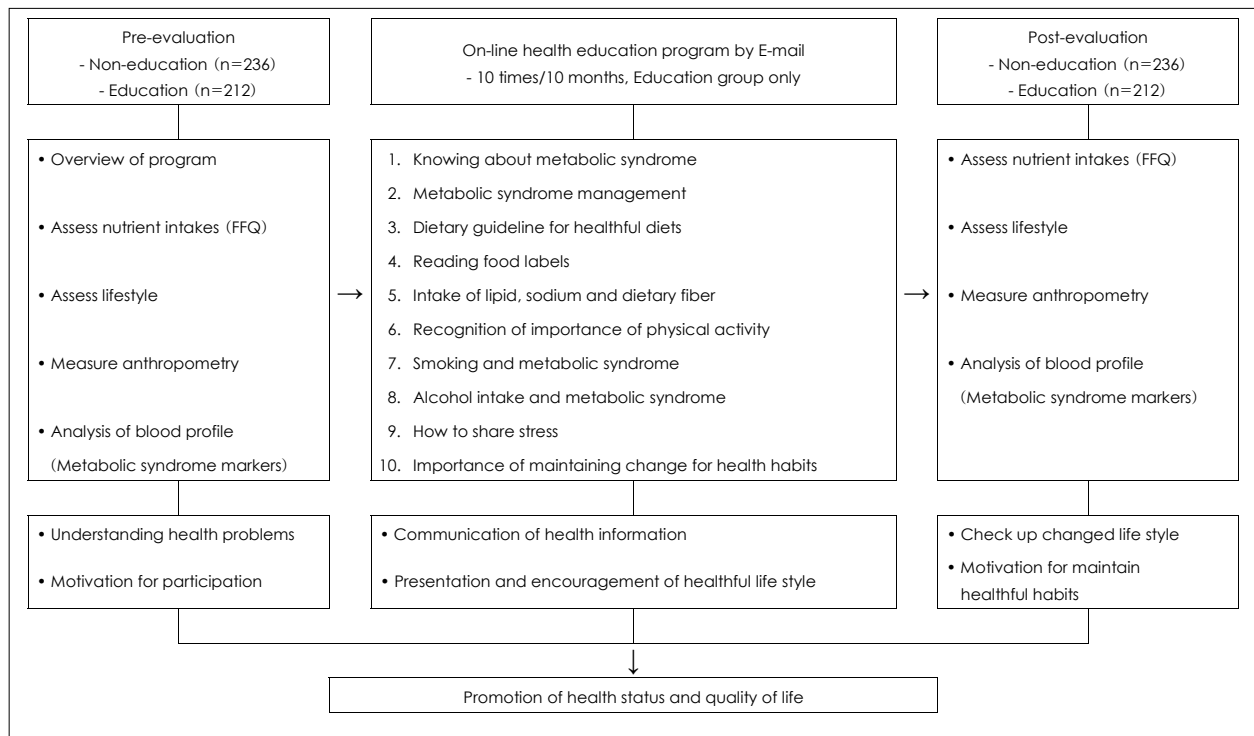 Pre-evaluation
- Non-education (n=236)
- Education (n=212)
• Overview of program
• Assess nutrient intakes (FFQ)
• Assess lifestyle
• Measure anthropometry
• Analysis of blood profile
(Metabolic syndrome markers)
• Understanding health problems
• Motivation for participation
→
On-line health education program by E-mail
- 10 times/10 months, Education group only
1. Knowing about metabolic syndrome
2. Metabolic syndrome management
3. Dietary guideline for healthful diets
4. Reading food labels
5. Intake of lipid, sodium and dietary fiber
6. Recognition of importance of physical activity
7. Smoking and metabolic syndrome
8. Alcohol intake and metabolic syndrome
9. How to share stress
10. Importance of maintaining change for health habits
• Communication of health information
• Presentation and encouragement of healthful life style
→
Post-evaluation
- Non-education (n=236)
- Education (n=212)
• Assess nutrient intakes (FFQ)
• Assess lifestyle
• Measure anthropometry
• Analysis of blood profile
(Metabolic syndrome markers)
• Check up changed life style
• Motivation for maintain
healthful habits
↓
Promotion of health status and quality of life